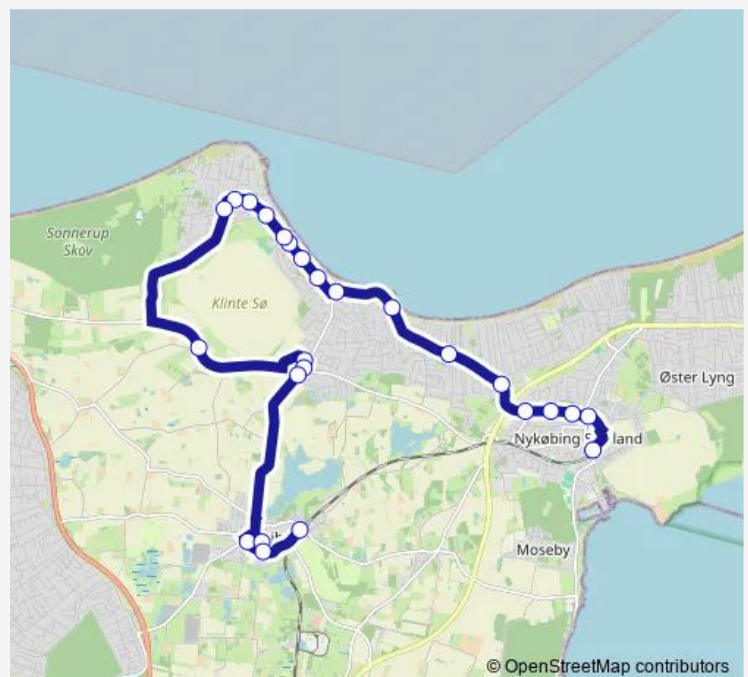 Sonnerup
Skov
Klinte Sø
Øster Lyng
Nykøbing S land
Moseby
© OpenStreetMap contributors